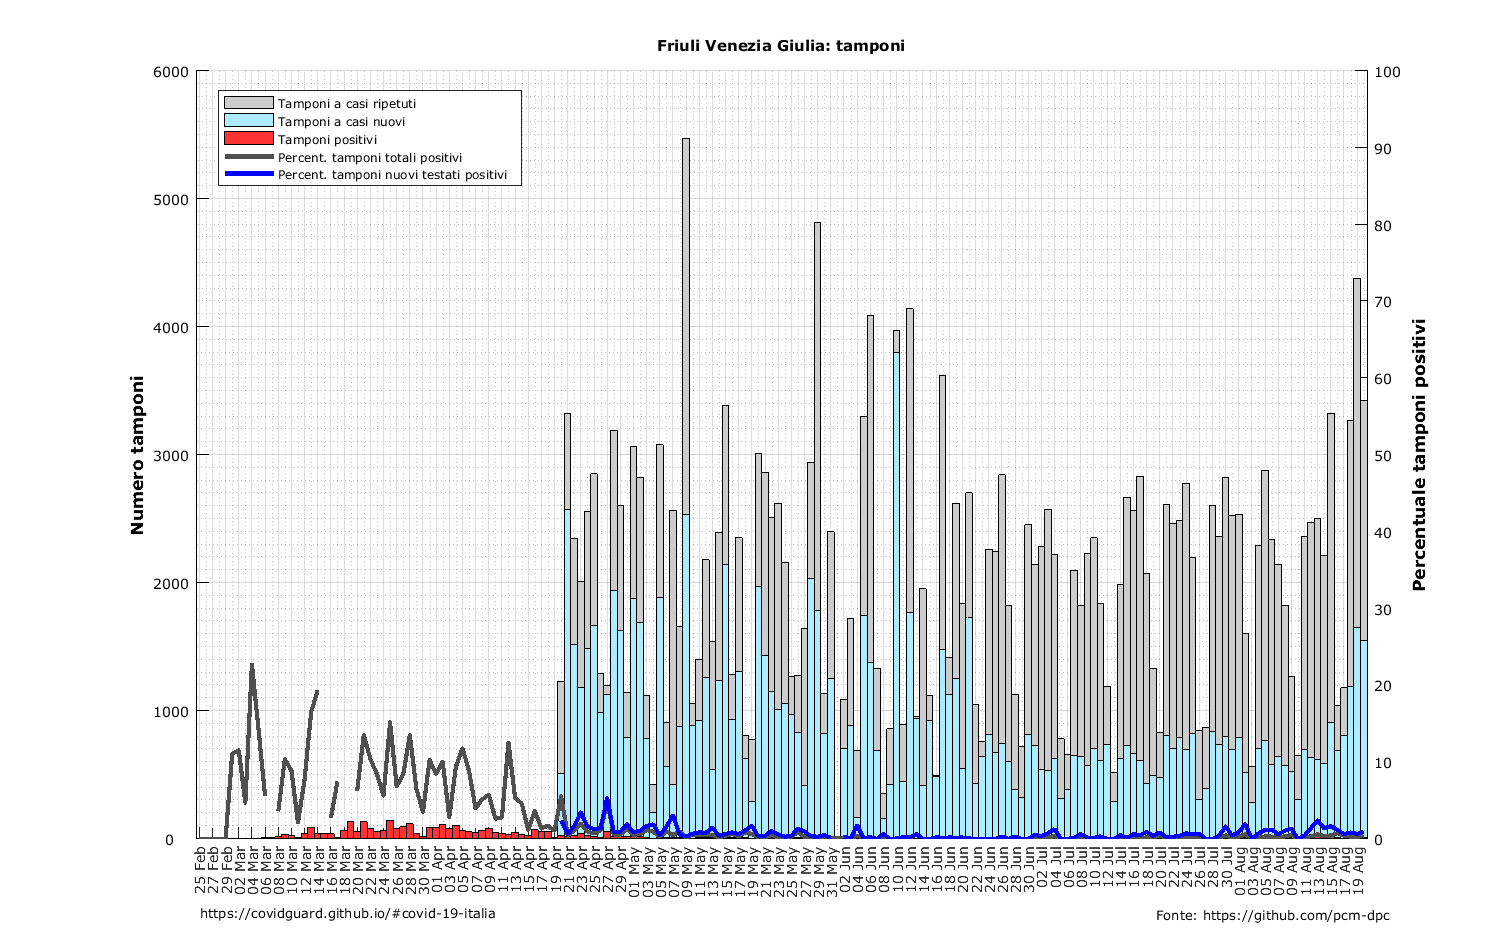 Friuli Venezia Giulia: tamponi
6000
5000
4000
3000
2000
1000
0
100
90
80
70
60
50
40
30
20
10
0
Numero tamponi
Percentuale tamponi positivi
Tamponi a casi ripetuti
Tamponi a casi nuovi
Tamponi positivi
Percent. tamponi totali positivi
Percent. tamponi nuovi testati positivi
25 Feb
27 Feb
29 Feb
02 Mar
04 Mar
06 Mar
08 Mar
10 Mar
12 Mar
14 Mar
16 Mar
18 Mar
20 Mar
22 Mar
24 Mar
26 Mar
28 Mar
30 Mar
01 Apr
03 Apr
05 Apr
07 Apr
09 Apr
11 Apr
13 Apr
15 Apr
17 Apr
19 Apr
21 Apr
23 Apr
25 Apr
27 Apr
29 Apr
01 May
03 May
05 May
07 May
09 May
11 May
13 May
15 May
17 May
19 May
21 May
23 May
25 May
27 May
29 May
31 May
02 Jun
04 Jun
06 Jun
08 Jun
10 Jun
12 Jun
14 Jun
16 Jun
18 Jun
20 Jun
22 Jun
24 Jun
26 Jun
28 Jun
30 Jun
02 Jul
04 Jul
06 Jul
08 Jul
10 Jul
12 Jul
14 Jul
16 Jul
18 Jul
20 Jul
22 Jul
24 Jul
26 Jul
28 Jul
30 Jul
01 Aug
03 Aug
05 Aug
07 Aug
09 Aug
11 Aug
13 Aug
15 Aug
17 Aug
19 Aug
https://covidguard.github.io/#covid-19-italia
Fonte: https://github.com/pcm-dpc